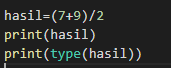 hasil=(7+9)/2
print(hasil)
print(type(hasil))